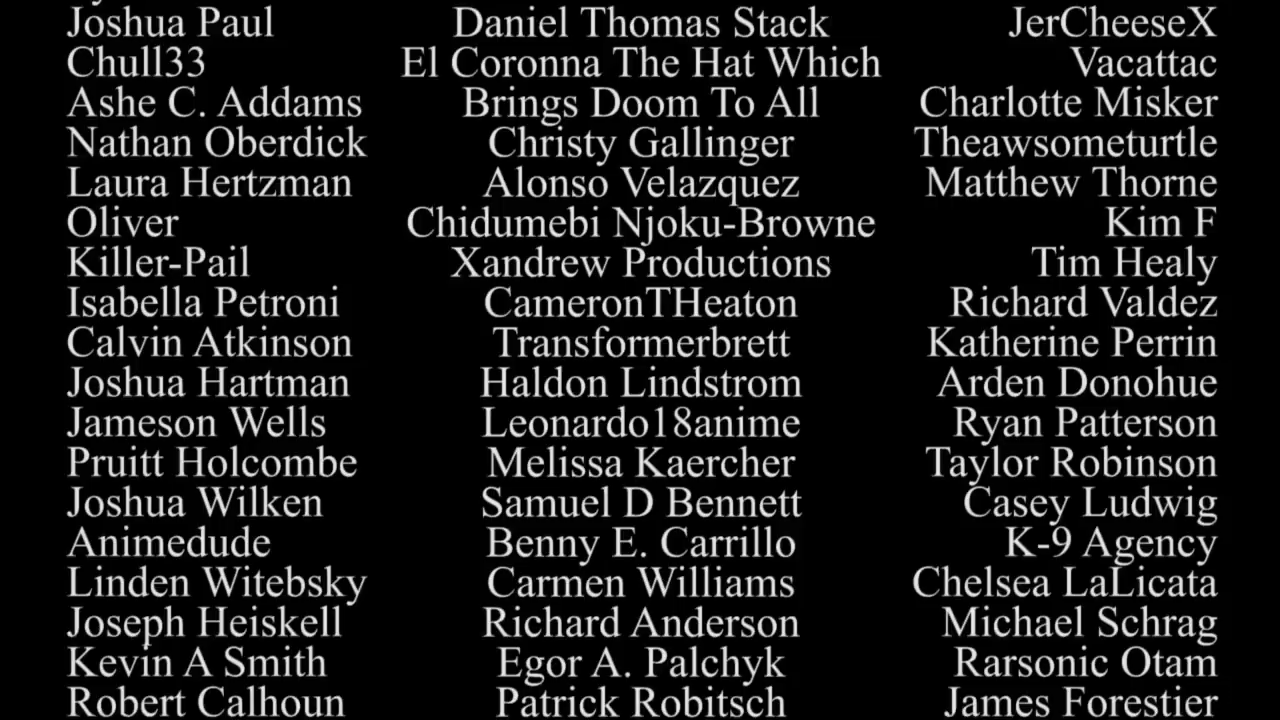 Joshua Paul
Chull33
Ashe C. Addams
Nathan Oberdick
Laura Hertzman
Oliver
Killer-Pail
Isabella Petroni
Calvin Atkinson
Joshua Hartman
Jameson Wells
Pruitt Holcombe
Joshua Wilken
Animedude
Linden Witebsky
Joseph Heiskell
Kevin A Smith
Robert Calhoun
Daniel Thomas Stack
El Coronna The Hat Which
Brings Doom To All
Christy Gallinger
Alonso Velazquez
Chidumebi Njoku-Browne
Xandrew Productions
CameronTHeaton
Transformerbrett
Haldon Lindstrom
Leonardo18anime
Melissa Kaercher
Samuel D Bennett
Benny E. Carrillo
Carmen Williams
Richard Anderson
Egor A. Palchyk
Patrick Robitsch
JerCheeseX
Vacattac
Charlotte Misker
Theawsometurtle
Matthew Thorne
Kim F
Tim Healy
Richard Valdez
Katherine Perrin
Arden Donohue
Ryan Patterson
Taylor Robinson
Casey Ludwig
K-9 Agency
Chelsea LaLicata
Michael Schrag
Rarsonic Otam
James Forestier